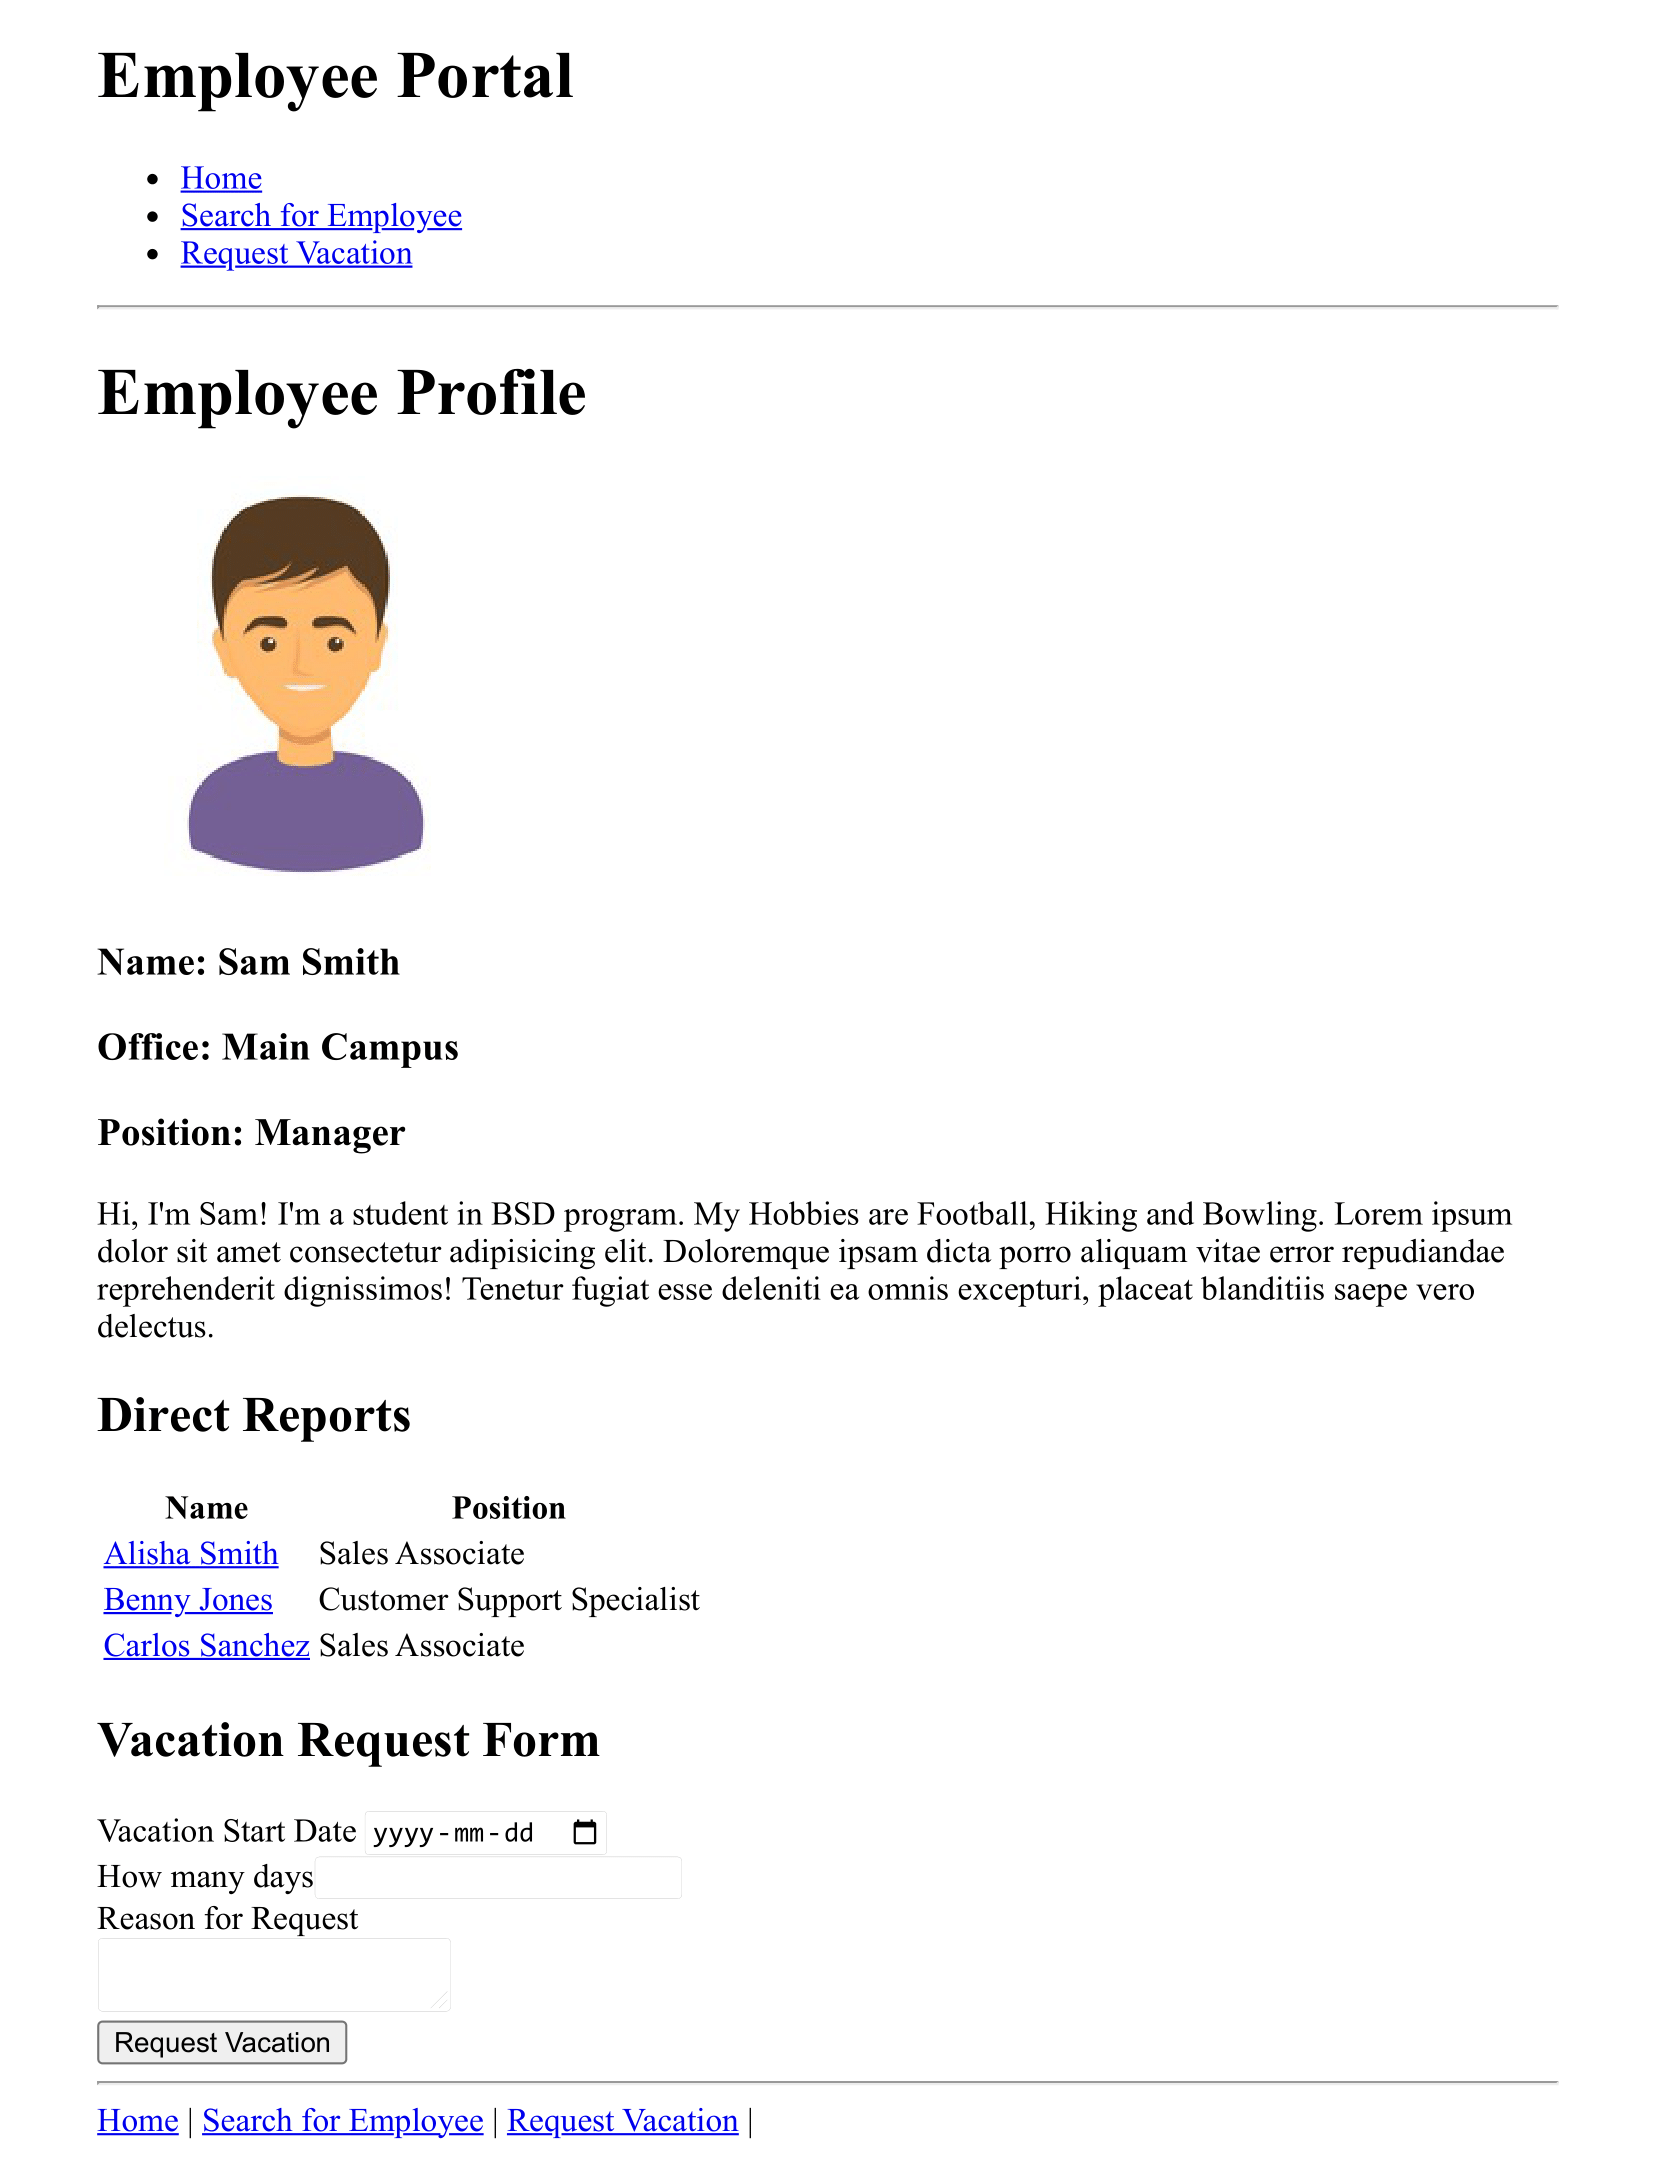 Employee Portal
Home
Search for Employee
Request Vacation
Employee Profile
Name: Sam Smith
Office: Main Campus
Position: Manager
Hi, I'm Sam! I'm a student in BSD program. My Hobbies are Football, Hiking and Bowling. Lorem ipsum
dolor sit amet consectetur adipisicing elit. Doloremque ipsam dicta porro aliquam vitae error repudiandae
reprehenderit dignissimos! Tenetur fugiat esse deleniti ea omnis excepturi, placeat blanditiis saepe vero
delectus.
Direct Reports
Name Position
Alisha Smith Sales Associate
Benny Jones Customer Support Specialist
Carlos Sanchez Sales Associate
Vacation Request Form
Vacation Start Date yyyy-mm-dd
How many days
Reason for Request
Request Vacation
Home | Search for Employee | Request Vacation |